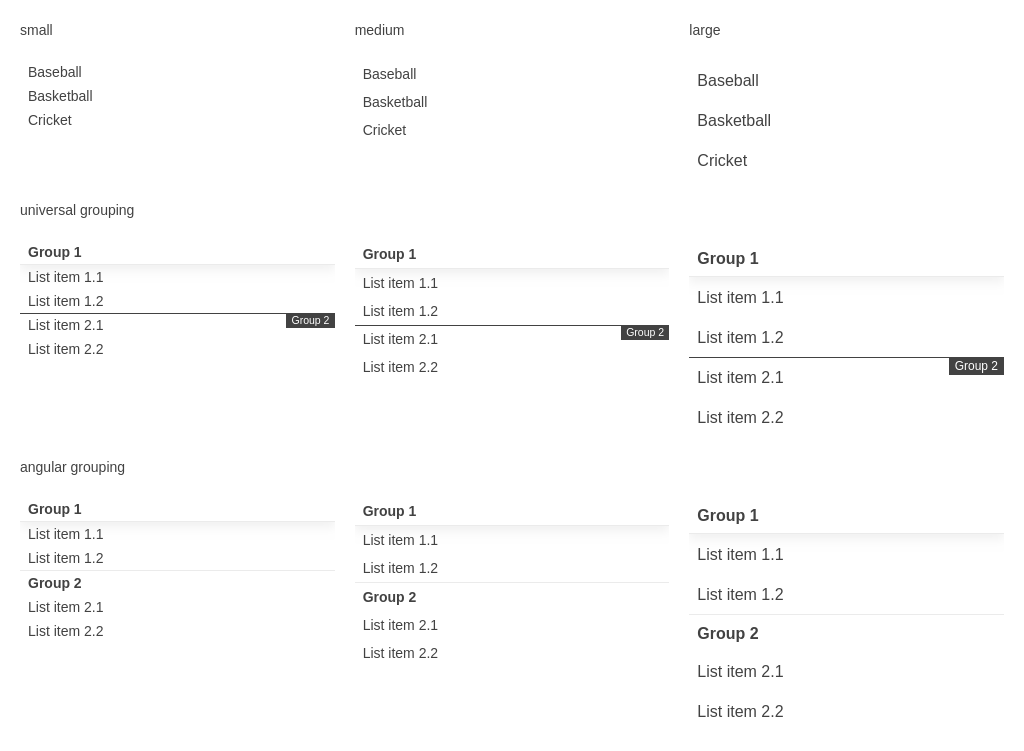 small medium large
Baseball Baseball Baseball
Basketball Basketball Basketball
Cricket Cricket Cricket
universal grouping
Group 1 Group 1 Group 1
List item 1.1 List item 1.1 List item 1.1
List item 1.2 List item 1.2 List item 1.2
List item 2.1 Group 2 List item 2.1 Group 2 List item 2.1 Group 2
List item 2.2 List item 2.2 List item 2.2
angular grouping
Group 1 Group 1 Group 1
List item 1.1 List item 1.1 List item 1.1
List item 1.2 List item 1.2 List item 1.2
Group 2 Group 2 Group 2
List item 2.1 List item 2.1 List item 2.1
List item 2.2 List item 2.2 List item 2.2